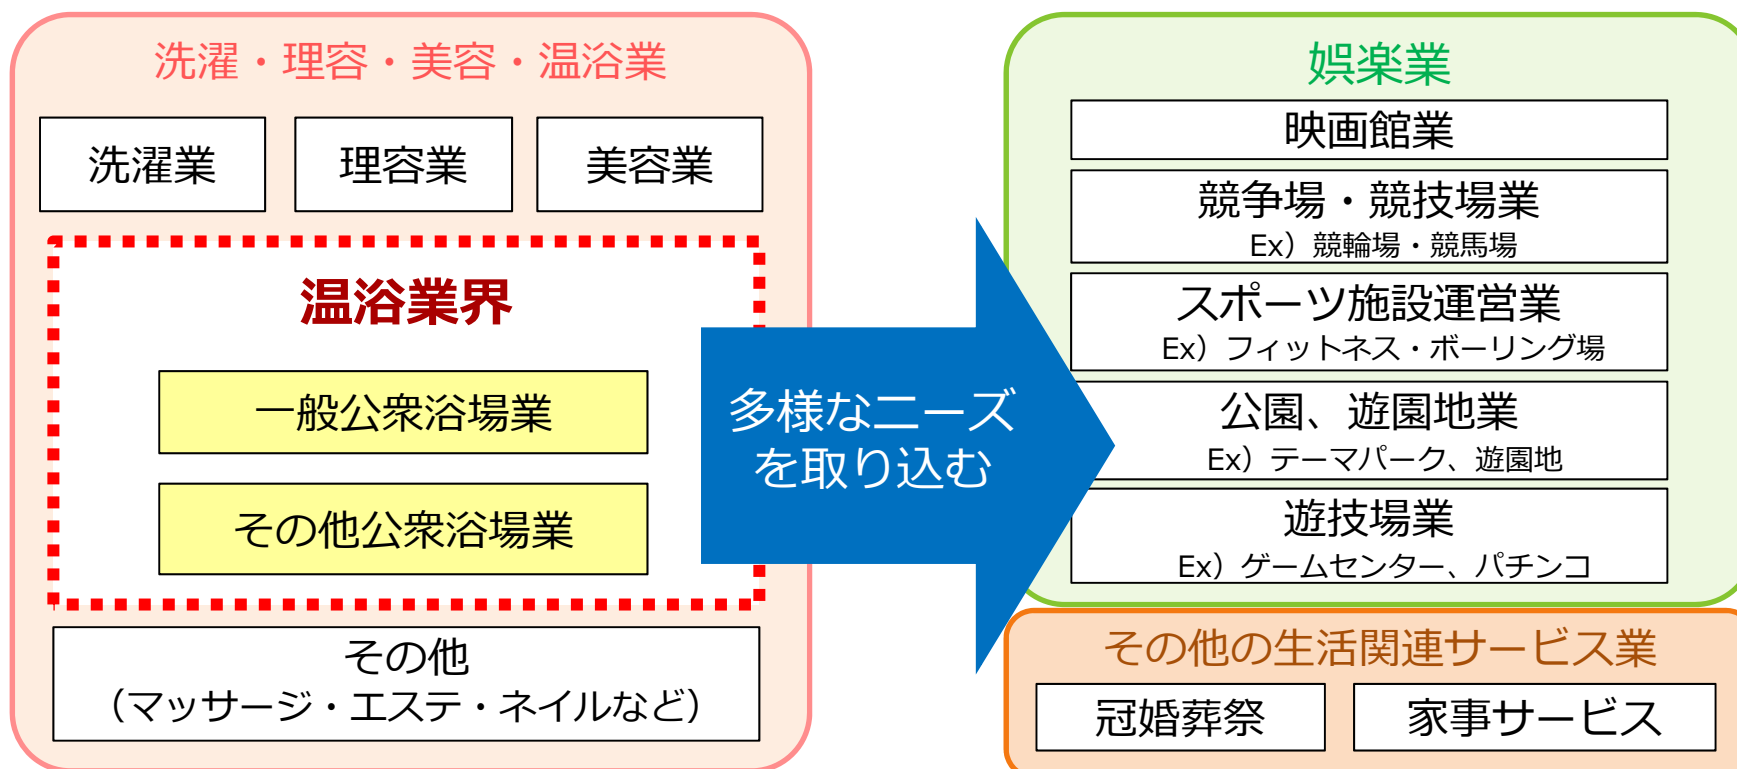 洗濯・理容・美容・温浴業
洗濯業
理容業
美容業
温浴業界
一般公衆浴場業
その他公衆浴場業
その他
（マッサージ・エステ・ネイルなど）
多様なニーズ
を取り込む
娯楽業
映画館業
競争場・競技場業
Ex）競輪場・競馬場
スポーツ施設運営業
Ex）フィットネス・ボーリング場
公園、遊園地業
Ex）テーマパーク、遊園地
遊技場業
Ex）ゲームセンター、パチンコ
その他の生活関連サービス業
冠婚葬祭
家事サービス